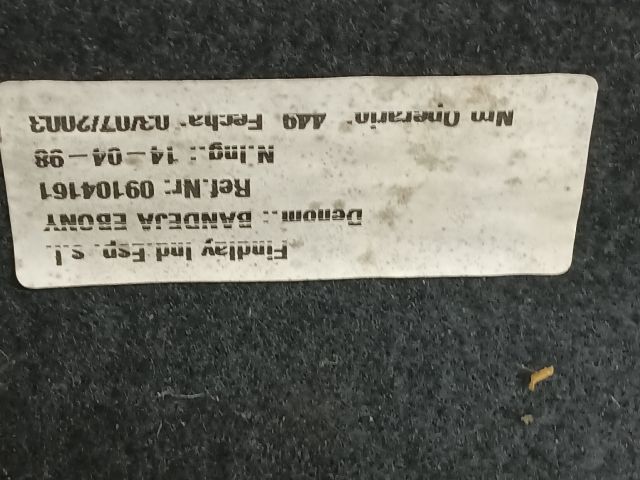 Findlay Ind.Esp. s.l.
Denom.: BANDEJA EBONY
Ref.Nr: 09104161
N.Ing.: 14-04-98
Nro Operario: 449 Fecha: 03/07/2003